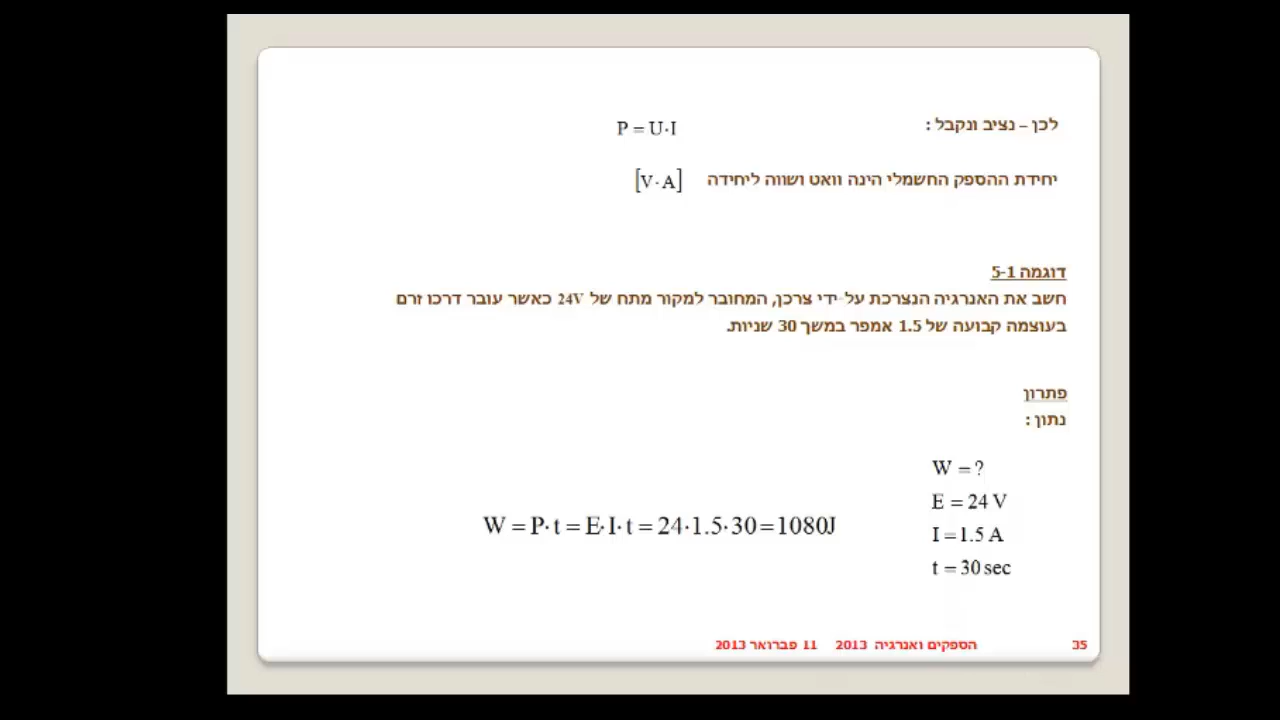 לכן – נציב ונקבל : P = U·I
יחידת ההספק החשמלי הינה וואט ושווה ליחידה [V·A]
דוגמה 5-1
חשב את האנרגיה הנצרכת על-ידי צרכן, המחובר למקור מתח של 24V כאשר עובר דרכו זרם
בעוצמה קבועה של 1.5 אמפר במשך 30 שניות.
פתרון
נתון :
W = ?
E = 24 V
I = 1.5 A
t = 30 sec
W = P· t = E·I· t = 24·1.5·30 = 1080J
35 הספקים ואנרגיה 2013 11 פברואר 2013